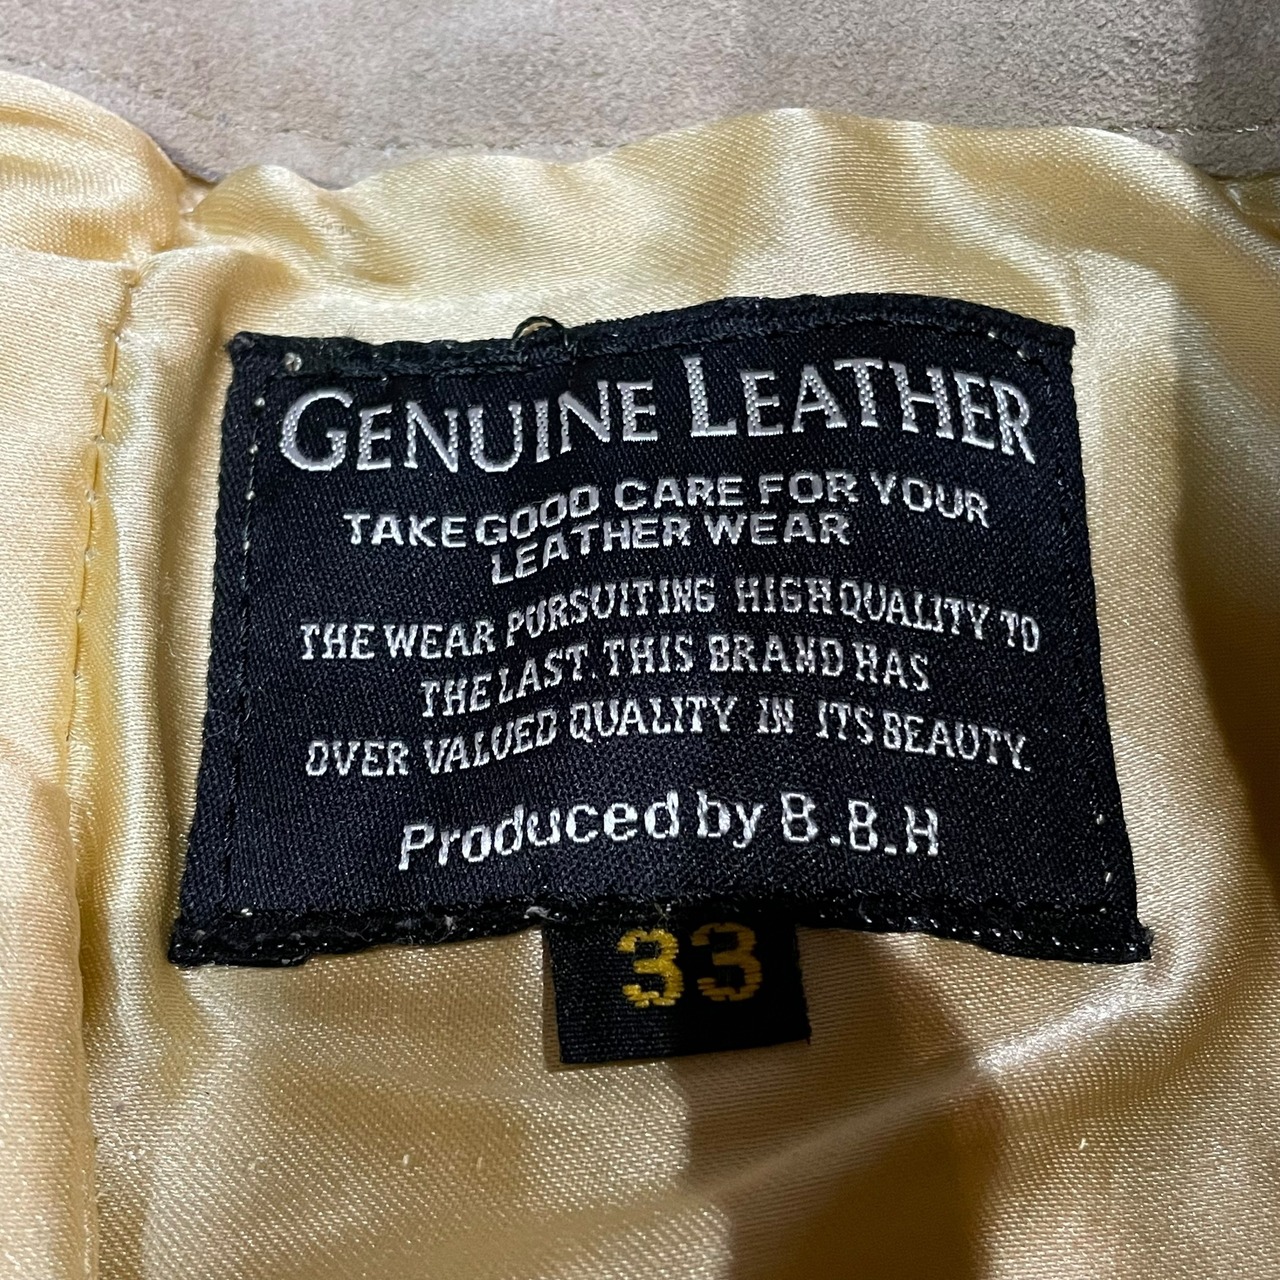 GENUINE LEATHER
TAKE GOOD CARE FOR YOUR
LEATHER WEAR
THE WEAR PURSUITING HIGH QUALITY TO
THE LAST. THIS BRAND HAS
OVER VALUED QUALITY IN ITS BEAUTY.
Produced by B.B.H
33